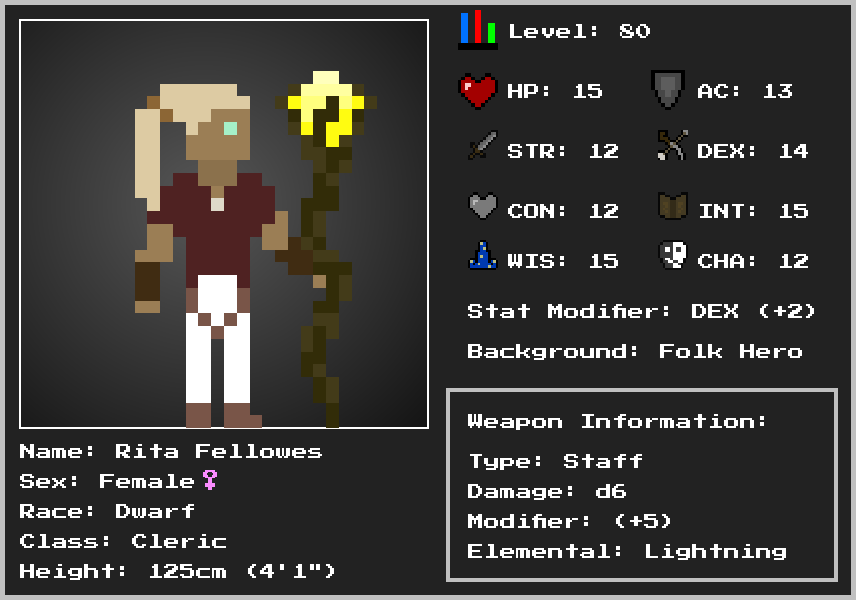 Level: 80
HP: 15 AC: 13
STR: 12 DEX: 14
CON: 12 INT: 15
WIS: 15 CHA: 12
Stat Modifier: DEX (+2)
Background: Folk Hero
Weapon Information:
Type: Staff
Damage: d6
Modifier: (+5)
Elemental: Lightning
Name: Rita Fellowes
Sex: Female♀
Race: Dwarf
Class: Cleric
Height: 125cm (4'1")